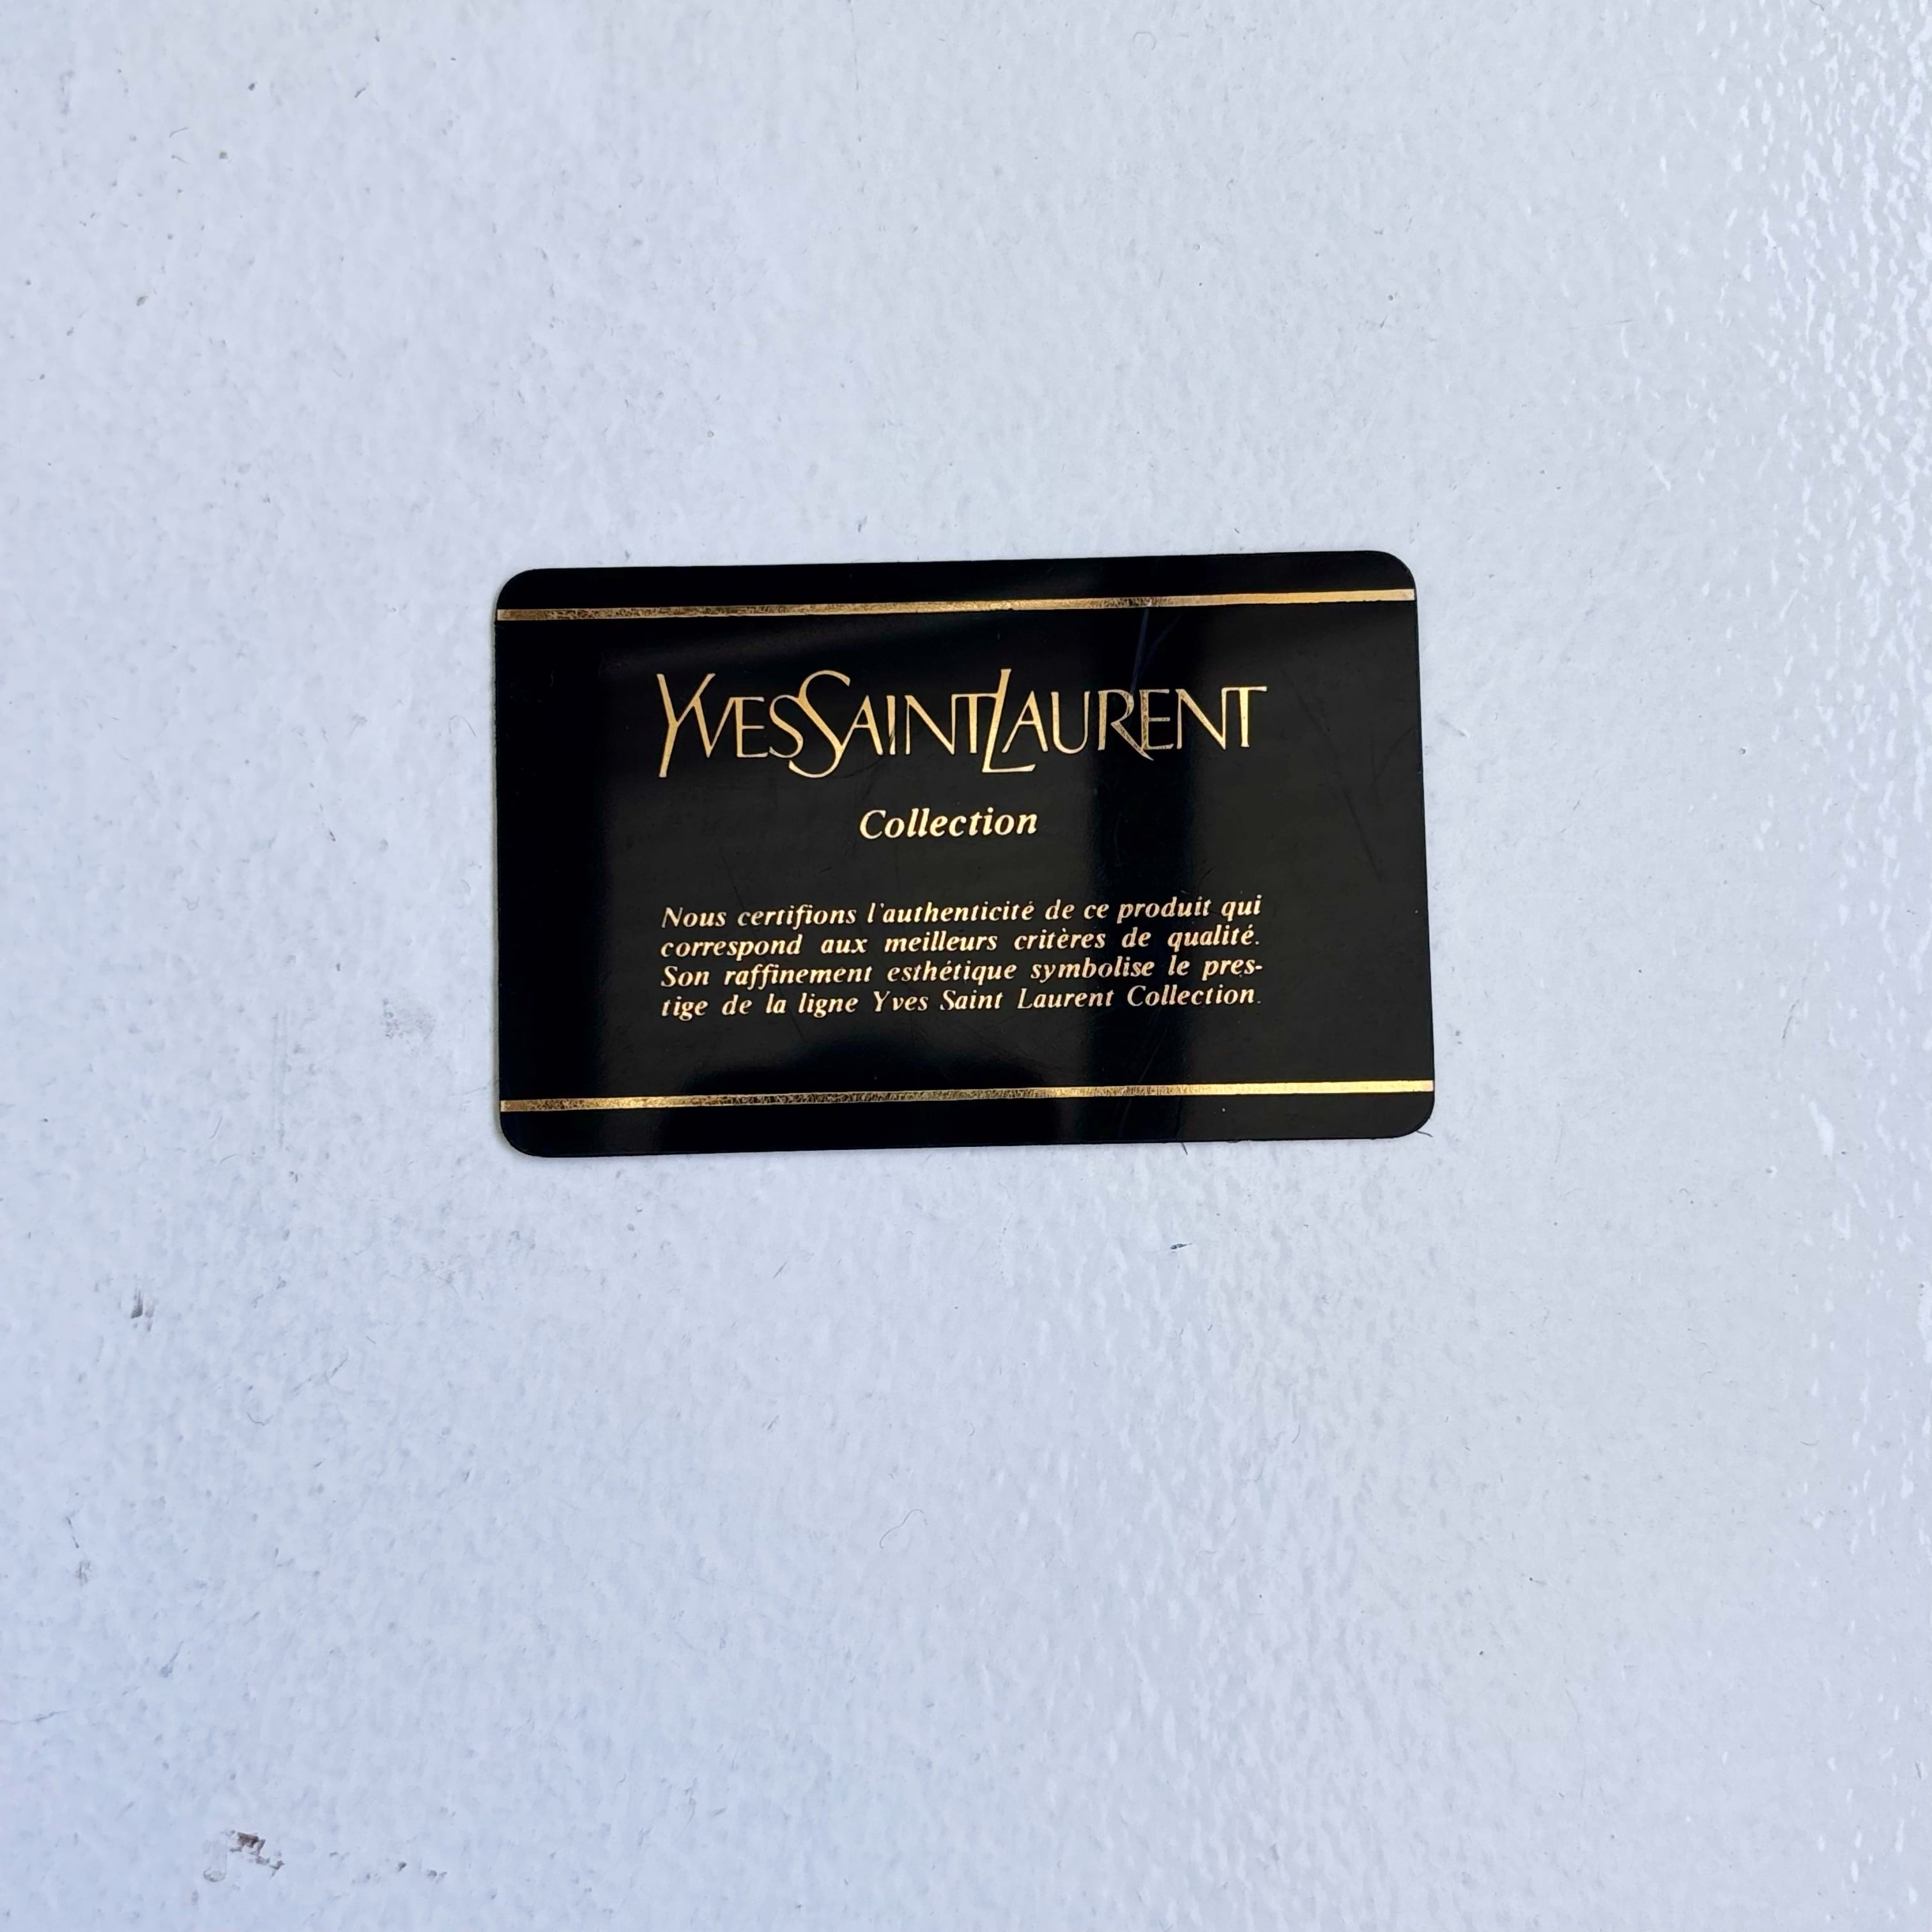 YVESSAINTLAURENT
Collection
Nous certifions l'authenticité de ce produit qui
correspond aux meilleurs critères de qualité.
Son raffinement esthétique symbolise le pres-
tige de la ligne Yves Saint Laurent Collection.